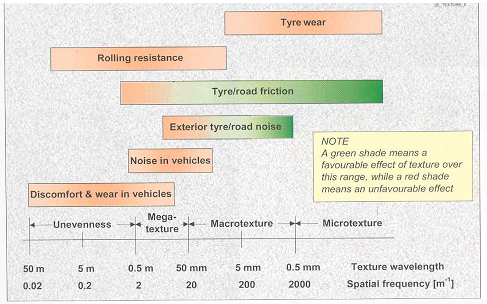 Tyre wear
Rolling resistance
Tyre/road friction
Exterior tyre/road noise
Noise in vehicles
Discomfort & wear in vehicles
NOTE
A green shade means a
favourable effect of texture over
this range, while a red shade
means an unfavourable effect
Unevenness
Mega-
texture
Macrotexture
Microtexture
50 m 5 m 0.5 m 50 mm 5 mm 0.5 mm Texture wavelength
0.02 0.2 2 20 200 2000 Spatial frequency [m⁻¹]